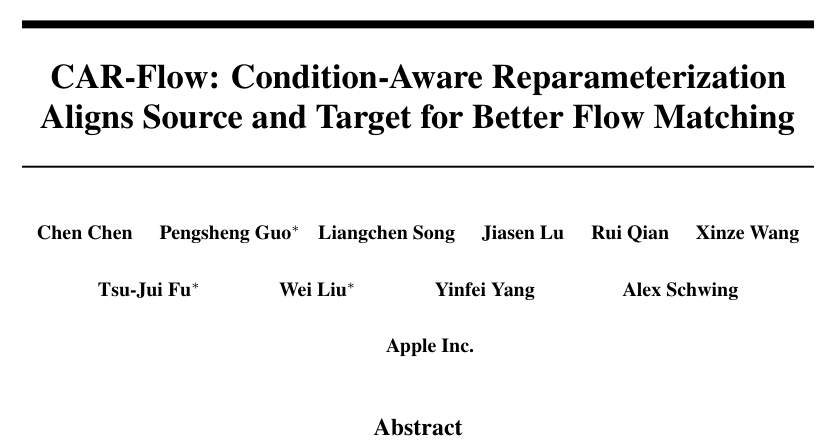 CAR-Flow: Condition-Aware Reparameterization
Aligns Source and Target for Better Flow Matching
Chen Chen Pengsheng Guo* Liangchen Song Jiasen Lu Rui Qian Xinze Wang
Tsu-Jui Fu* Wei Liu* Yinfei Yang Alex Schwing
Apple Inc.
Abstract